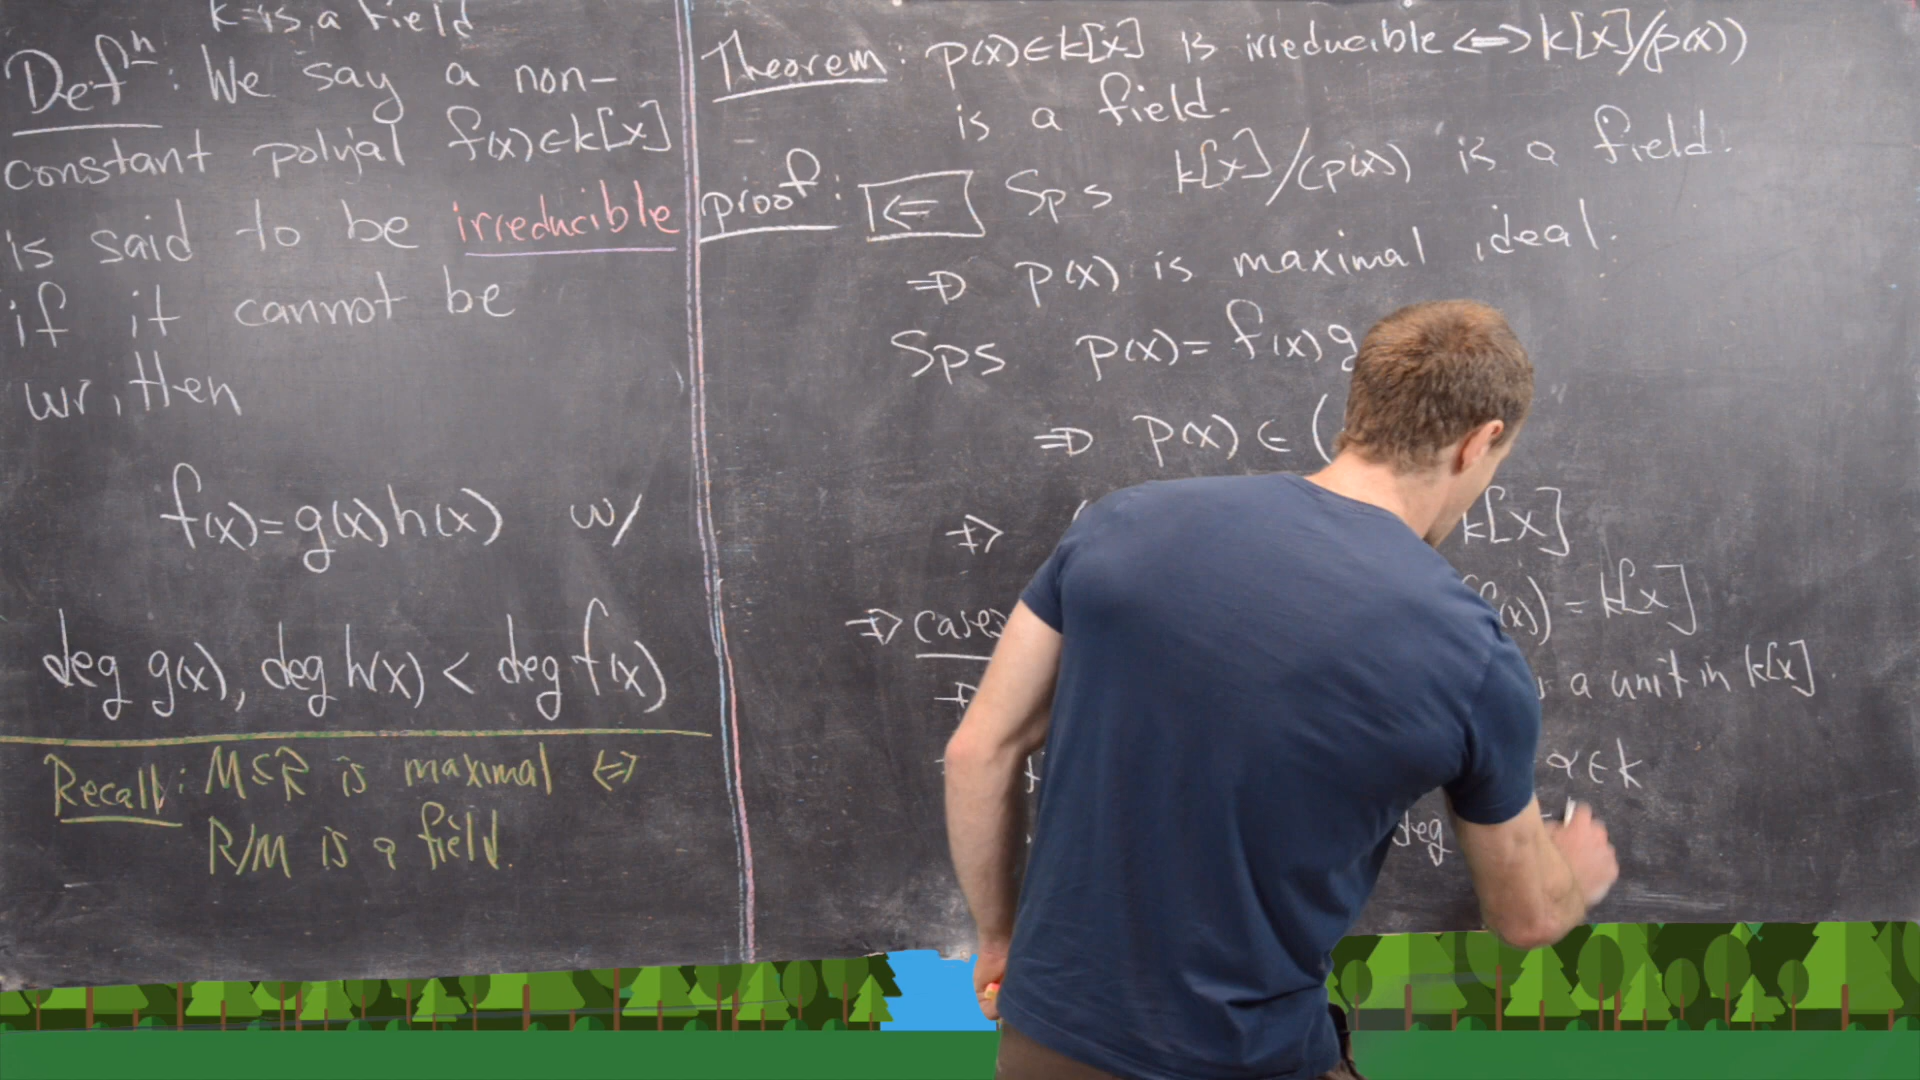 k is a field
Defⁿ: We say a non-
constant polyal f(x)∈k[x]
is said to be irreducible
if it cannot be
written
f(x)=g(x)h(x) w/
deg g(x), deg h(x) < deg f(x)
Recall: M⊂R is maximal ⇔
R/M is a field.
Theorem: p(x)∈k[x] is irreducible ⇔ k[x]/(p(x))
is a field.
proof: ⇐ Sps k[x]/(p(x)) is a field.
⇒ p(x) is maximal ideal.
Sps p(x)= f(x)g
⇒ p(x) ∈ (
⇒ k[x]
⇒ cases (x)) = k[x]
⇒ a unit in k[x].
α∈k
deg